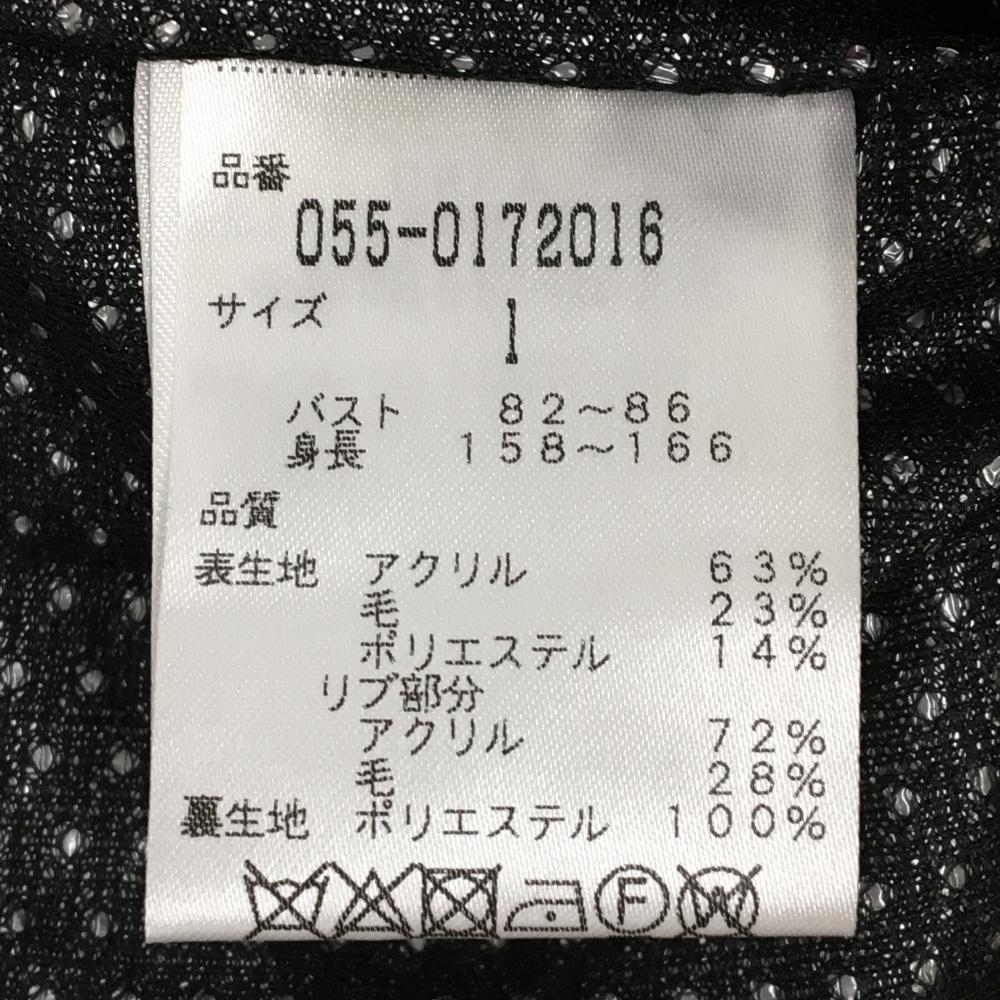 品番
055-0172016
サイズ 1
バスト 82～86
身長 158～166
品質
表生地 アクリル 63%
毛 23%
ポリエステル 14%
リブ部分
アクリル 72%
毛 28%
裏生地 ポリエステル 100%
F W